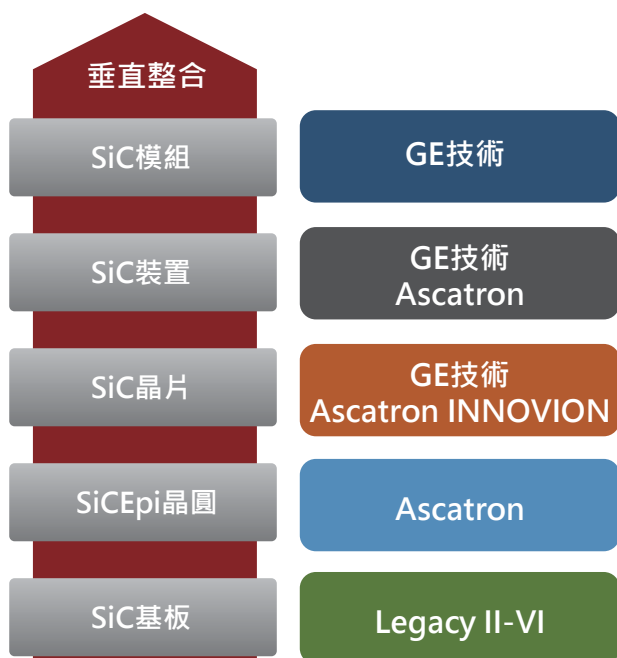 垂直整合
SiC模組
GE技術
SiC裝置
GE技術
Ascatron
SiC晶片
GE技術
Ascatron INNOVION
SiCEpi晶圓
Ascatron
SiC基板
Legacy II-VI